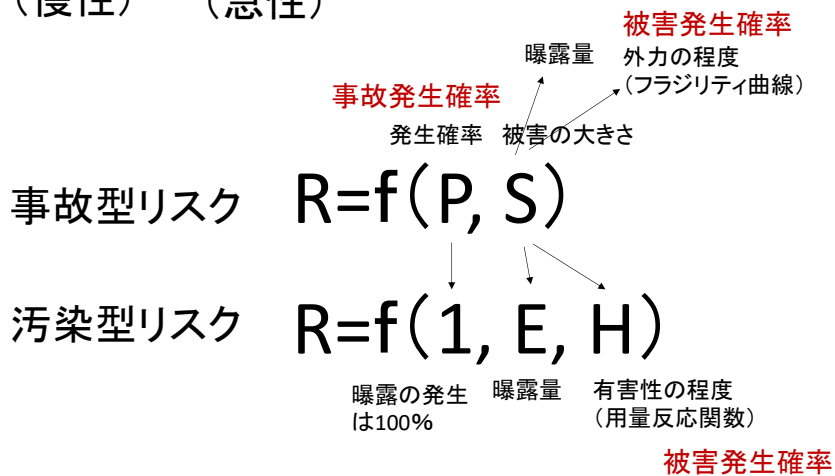 （慢性） （急性）
被害発生確率
曝露量 外力の程度
（フラジリティ曲線）
事故発生確率
発生確率 被害の大きさ
事故型リスク R=f（P, S）
汚染型リスク R=f（1, E, H）
曝露の発生
は100%
曝露量
有害性の程度
（用量反応関数）
被害発生確率